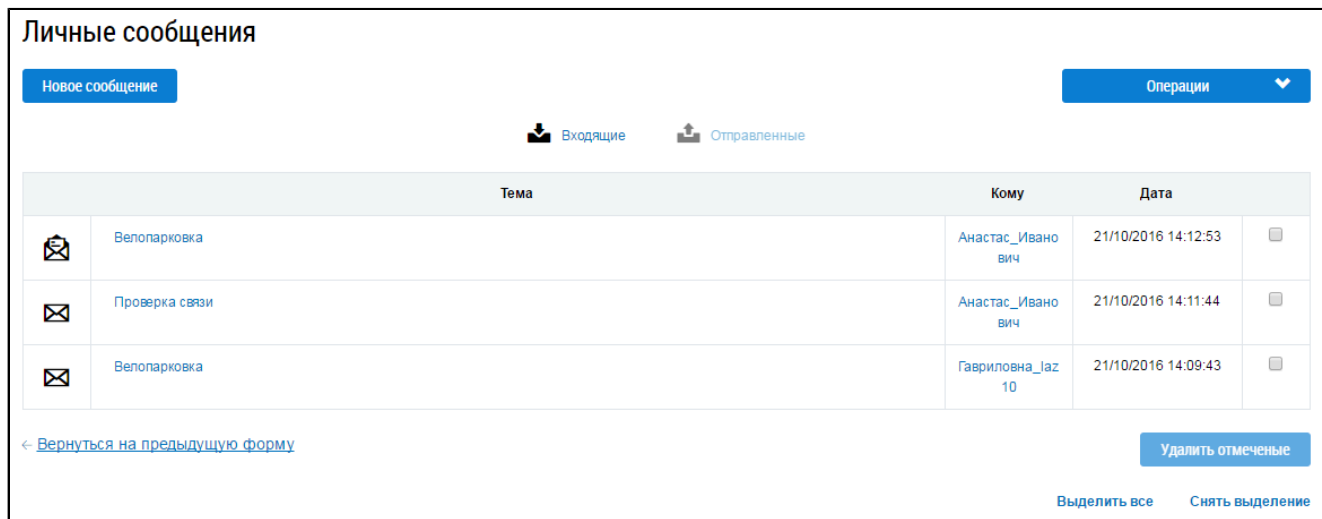 Личные сообщения
Новое сообщение
Операции
Входящие
Отправленные
Тема
Кому
Дата
Велопарковка
Анастас_Ивано
вич
21/10/2016 14:12:53
Проверка связи
Анастас_Ивано
вич
21/10/2016 14:11:44
Велопарковка
Гавриловна_laz
10
21/10/2016 14:09:43
← Вернуться на предыдущую форму
Удалить отмеченые
Выделить все
Снять выделение